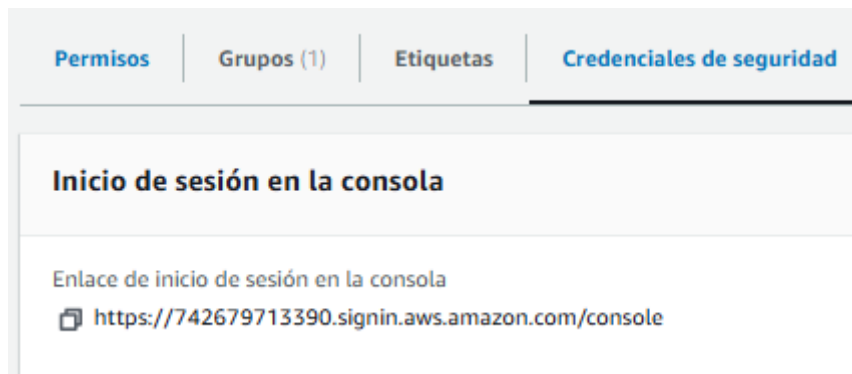 Permisos Grupos (1) Etiquetas Credenciales de seguridad
Inicio de sesión en la consola
Enlace de inicio de sesión en la consola
https://742679713390.signin.aws.amazon.com/console